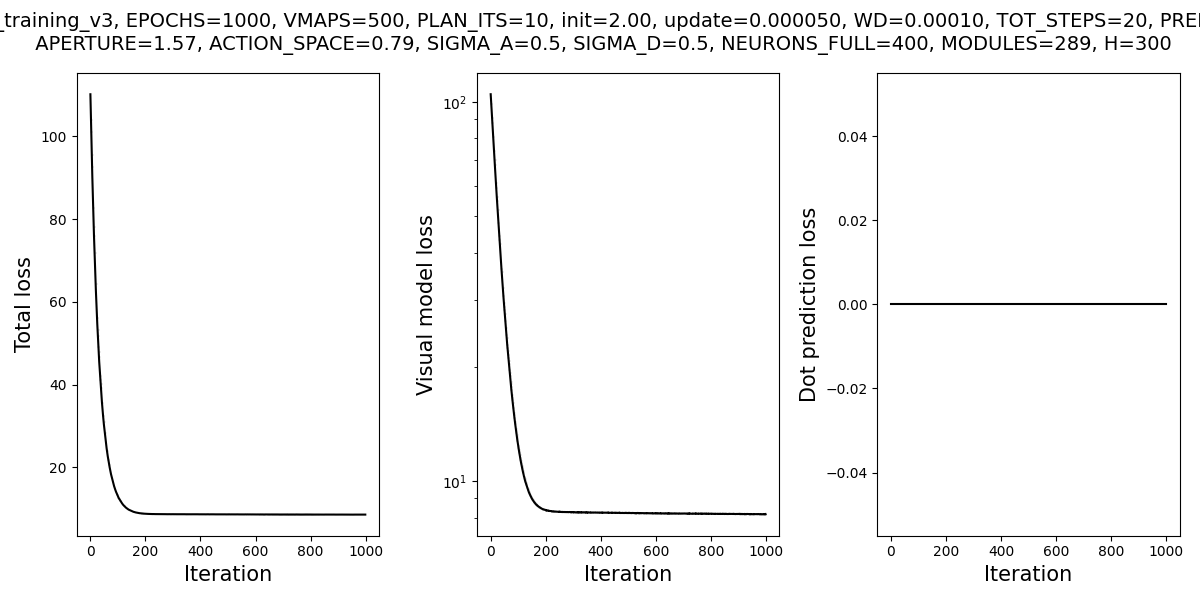 _training_v3, EPOCHS=1000, VMAPS=500, PLAN_ITS=10, init=2.00, update=0.000050, WD=0.00010, TOT_STEPS=20,
APERTURE=1.57, ACTION_SPACE=0.79, SIGMA_A=0.5, SIGMA_D=0.5, NEURONS_FULL=400, MODULES=289, H=300
Total loss
100
80
60
40
20
0 200 400 600 800 1000
Iteration
Visual model loss
10²
10¹
0 200 400 600 800 1000
Iteration
Dot prediction loss
0.04
0.02
0.00
−0.02
−0.04
0 200 400 600 800 1000
Iteration